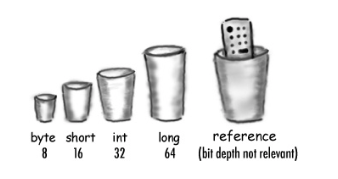 byte short int long reference
8 16 32 64 (bit depth not relevant)